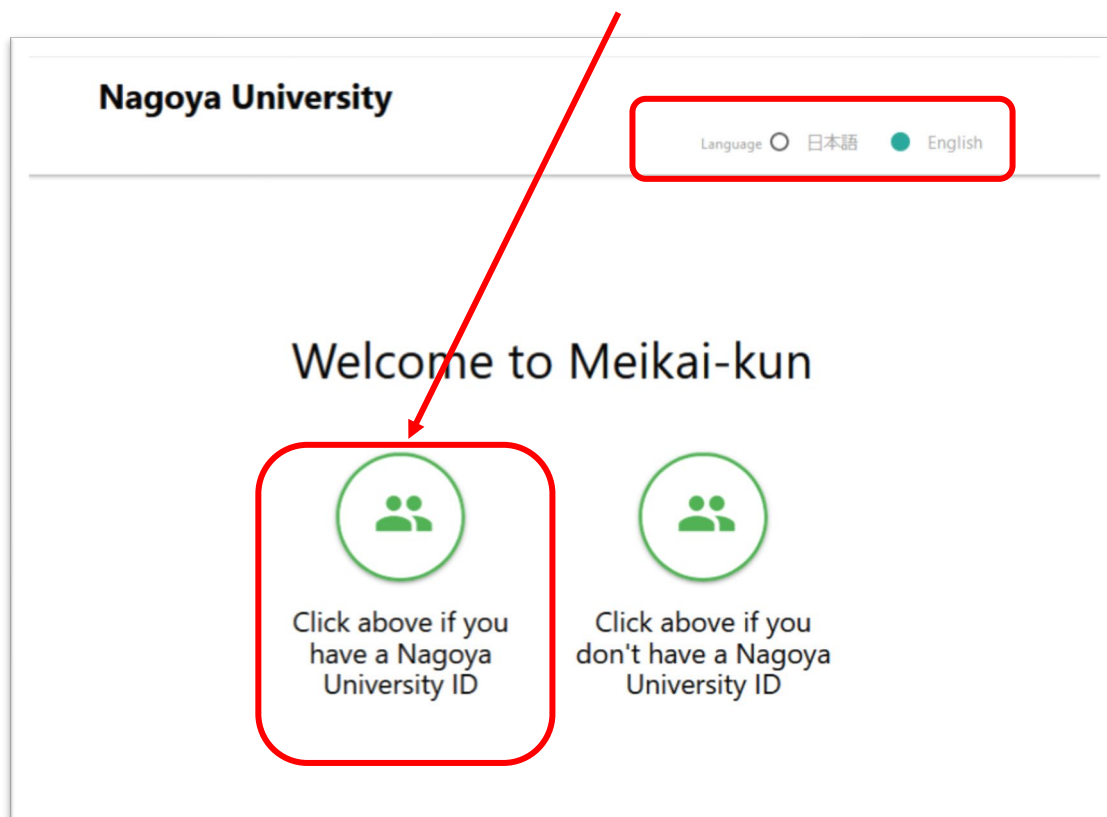 Nagoya University
Language 日本語 English
Welcome to Meikai-kun
Click above if you
have a Nagoya
University ID
Click above if you
don't have a Nagoya
University ID